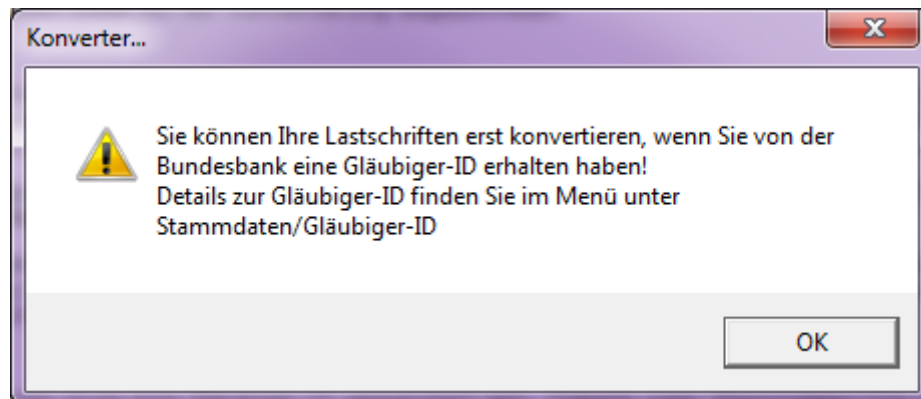 Konverter...
Sie können Ihre Lastschriften erst konvertieren, wenn Sie von der
Bundesbank eine Gläubiger-ID erhalten haben!
Details zur Gläubiger-ID finden Sie im Menü unter
Stammdaten/Gläubiger-ID
OK